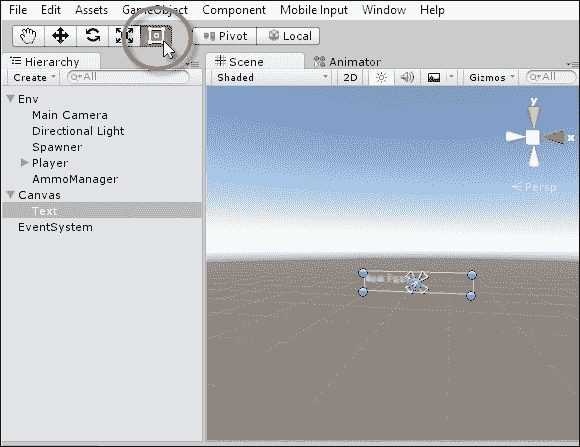 File Edit Assets GameObject Component Mobile Input Window Help
Pivot Local
Hierarchy
Create All
Env
Main Camera
Directional Light
Spawner
Player
AmmoManager
Canvas
Text
EventSystem
Scene Animator
Shaded 2D Gizmos All
y
x
Persp